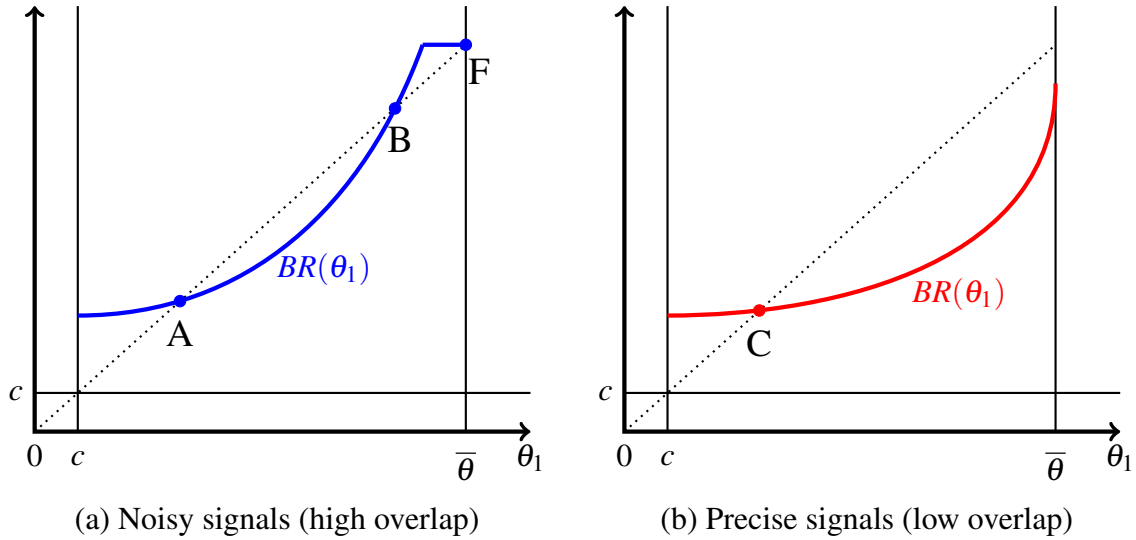 F
B
BR(θ₁)
A
c
0
c
θ̅
θ₁
(a) Noisy signals (high overlap)
BR(θ₁)
C
c
0
c
θ̅
θ₁
(b) Precise signals (low overlap)